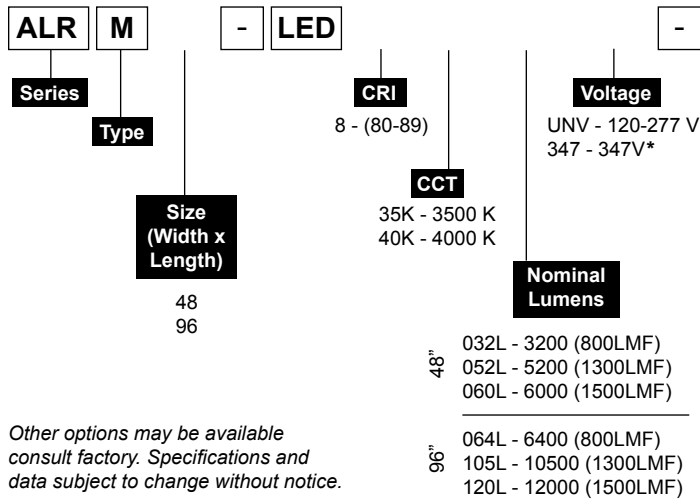 ALR M - LED -
Series
Type
Size
(Width x
Length)
48
96
CRI
8 - (80-89)
CCT
35K - 3500 K
40K - 4000 K
Voltage
UNV - 120-277 V
347 - 347V*
Nominal
Lumens
48”
032L - 3200 (800LMF)
052L - 5200 (1300LMF)
060L - 6000 (1500LMF)
96”
064L - 6400 (800LMF)
105L - 10500 (1300LMF)
120L - 12000 (1500LMF)
Other options may be available
consult factory. Specifications and
data subject to change without notice.